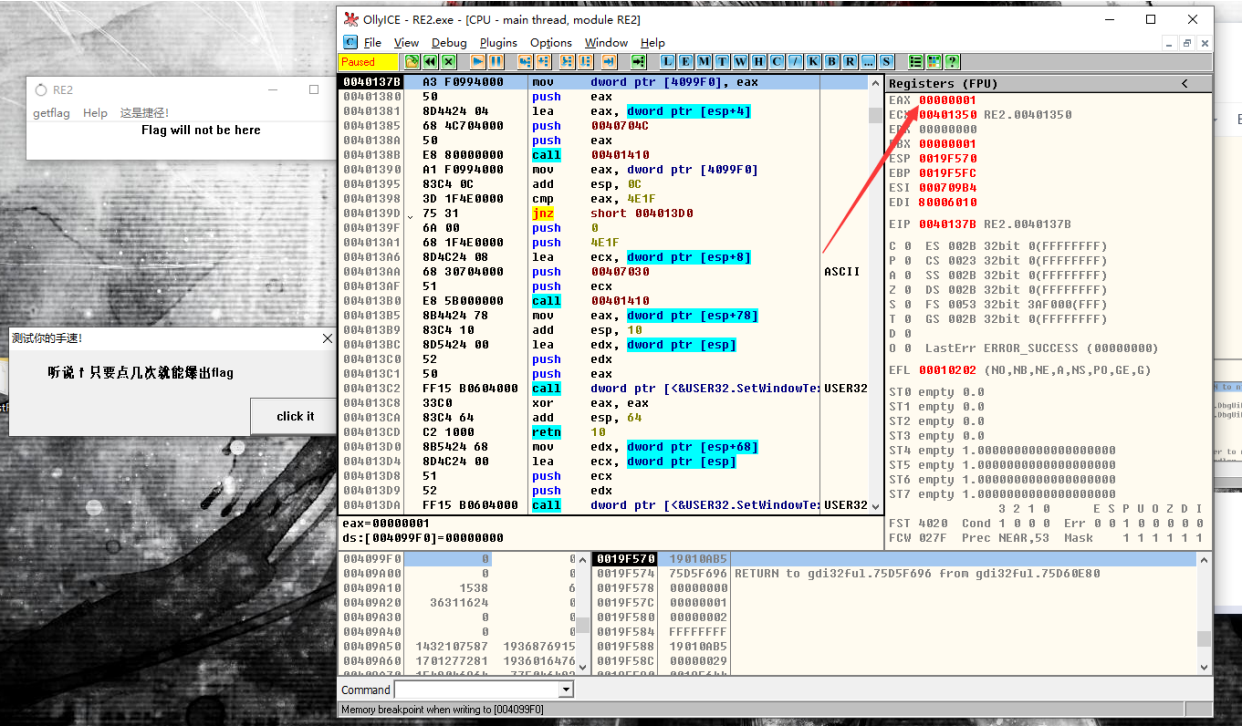 OllyICE - RE2.exe - [CPU - main thread, module RE2]
File View Debug Plugins Options Window Help
Paused
L E M T W H C / K B R ... S
RE2
getflag Help 这是捷径!
Flag will not be here
测试你的手速!
听说 f 只要点几次就能爆出flag
click it
0040137B A3 F0994000 mov dword ptr [4099F0], eax
00401380 50 push eax
00401381 8D4424 04 lea eax, dword ptr [esp+4]
00401385 68 4C704000 push 0040704C
0040138A 50 push eax
0040138B E8 80000000 call 00401410
00401390 A1 F0994000 mov eax, dword ptr [4099F0]
00401395 83C4 0C add esp, 0C
00401398 3D 1F4E0000 cmp eax, 4E1F
0040139D 75 31 jnz short 004013D0
0040139F 6A 00 push 0
004013A1 68 1F4E0000 push 4E1F
004013A6 8D4C24 08 lea ecx, dword ptr [esp+8]
004013AA 68 30704000 push 00407030 ASCII
004013AF 51 push ecx
004013B0 E8 5B000000 call 00401410
004013B5 8B4424 78 mov eax, dword ptr [esp+78]
004013B9 83C4 10 add esp, 10
004013BC 8D5424 00 lea edx, dword ptr [esp]
004013C0 52 push edx
004013C1 50 push eax
004013C2 FF15 B0604000 call dword ptr [<&USER32.SetWindowTe: USER32
004013C8 33C0 xor eax, eax
004013CA 83C4 64 add esp, 64
004013CD C2 1000 retn 10
004013D0 8B5424 68 mov edx, dword ptr [esp+68]
004013D4 8D4C24 00 lea ecx, dword ptr [esp]
004013D8 51 push ecx
004013D9 52 push edx
004013DA FF15 B0604000 call dword ptr [<&USER32.SetWindowTe: USER32
eax=00000001
ds:[004099F0]=00000000
Registers (FPU) <
EAX 00000001
ECX 00401350 RE2.00401350
EDX 00000000
EBX 00000001
ESP 0019F570
EBP 0019F5FC
ESI 000709B4
EDI 80006010
EIP 0040137B RE2.0040137B
C 0 ES 002B 32bit 0(FFFFFFFF)
P 0 CS 0023 32bit 0(FFFFFFFF)
A 0 SS 002B 32bit 0(FFFFFFFF)
Z 0 DS 002B 32bit 0(FFFFFFFF)
S 0 FS 0053 32bit 3AF000(FFF)
T 0 GS 002B 32bit 0(FFFFFFFF)
D 0
O 0 LastErr ERROR_SUCCESS (00000000)
EFL 00010202 (NO,NB,NE,A,NS,PO,GE,G)
ST0 empty 0.0
ST1 empty 0.0
ST2 empty 0.0
ST3 empty 0.0
ST4 empty 1.0000000000000000000
ST5 empty 1.0000000000000000000
ST6 empty 1.0000000000000000000
ST7 empty 1.0000000000000000000
3 2 1 0 E S P U O Z D I
FST 4020 Cond 1 0 0 0 Err 0 0 1 0 0 0 0 0
FCW 027F Prec NEAR,53 Mask 1 1 1 1 1 1
004099F0 0 0
00409A00 0 0
00409A10 1538 6
00409A20 36311624 0
00409A30 0 0
00409A40 0 0
00409A50 1432107587 1936876915
00409A60 1701277281 1936016476
0019F570 19010AB5
0019F574 75D5F696 RETURN to gdi32ful.75D5F696 from gdi32ful.75D60E80
0019F578 00000000
0019F57C 00000001
0019F580 00000002
0019F584 FFFFFFFF
0019F588 19010AB5
0019F58C 00000029
Command
Memory breakpoint when writing to [004099F0]